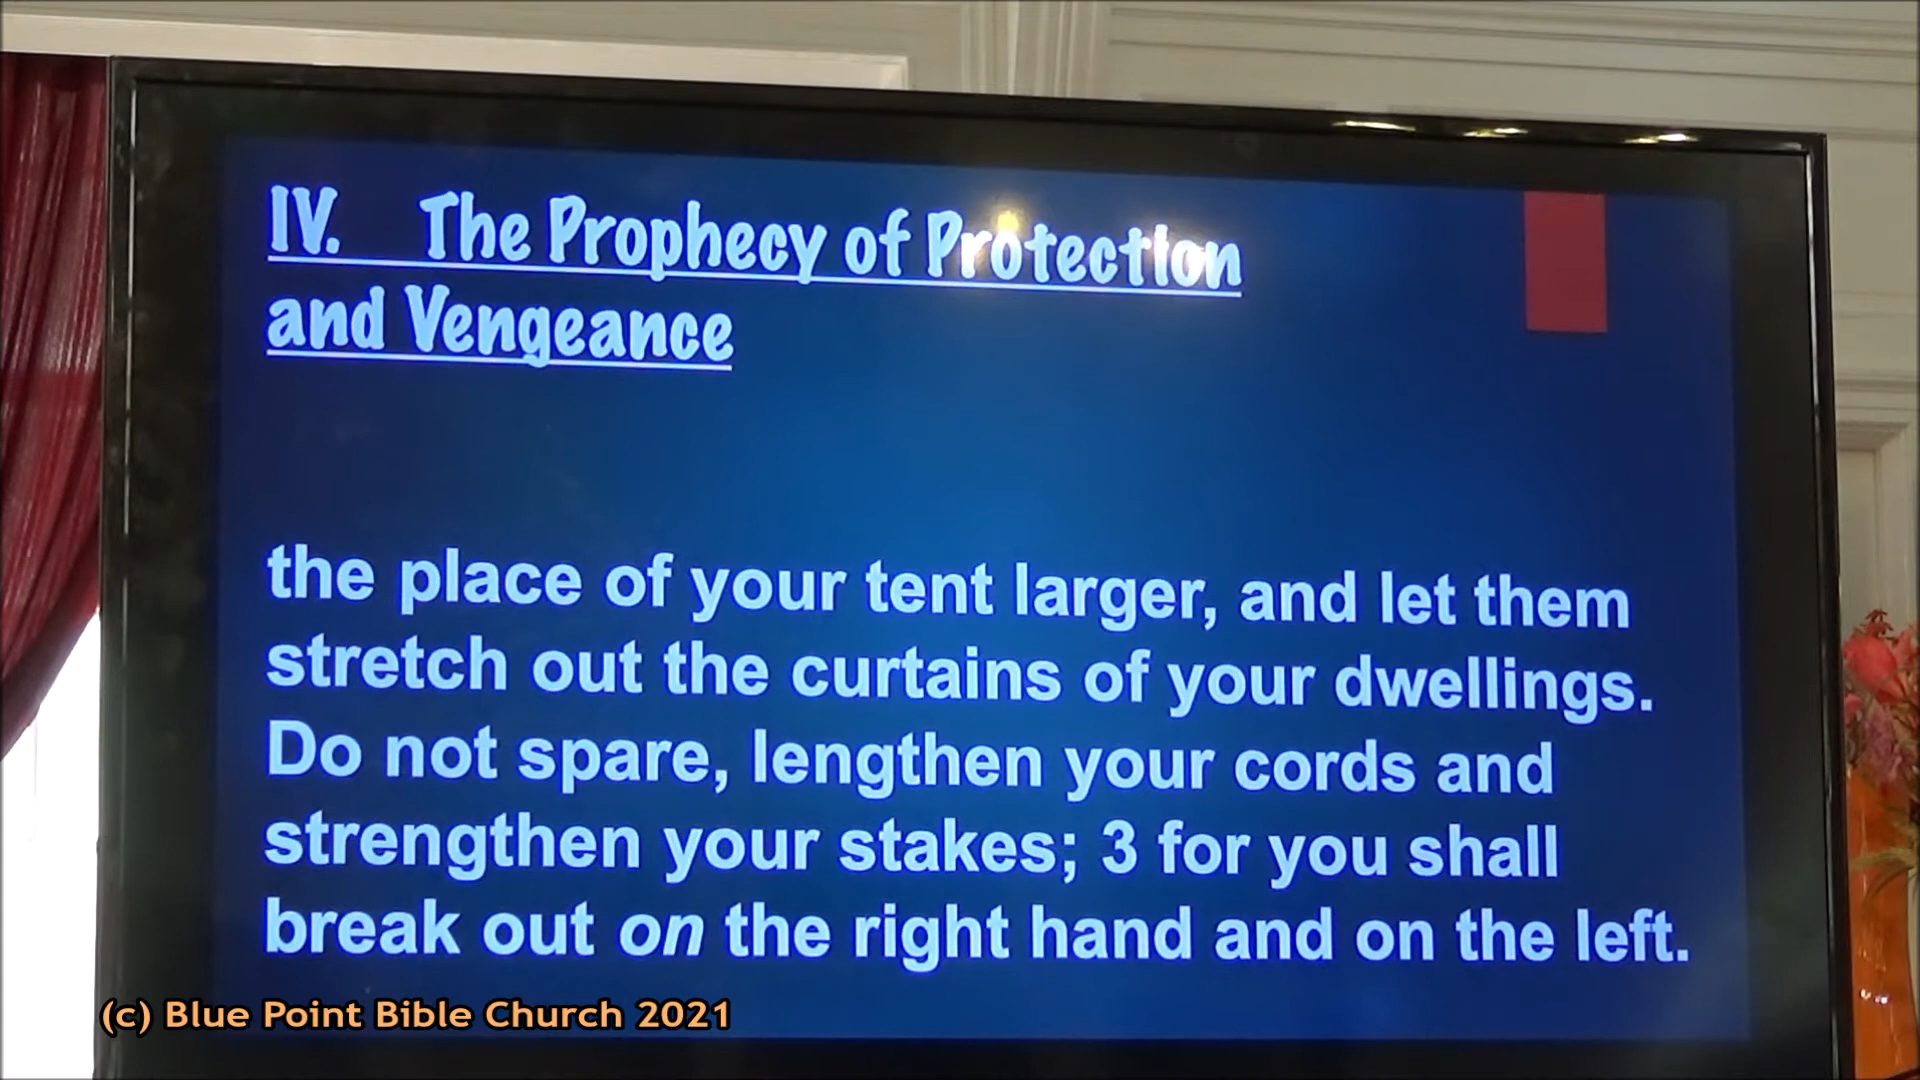 IV. The Prophecy of Protection
and Vengeance
the place of your tent larger, and let them
stretch out the curtains of your dwellings.
Do not spare, lengthen your cords and
strengthen your stakes; 3 for you shall
break out on the right hand and on the left.
(c) Blue Point Bible Church 2021